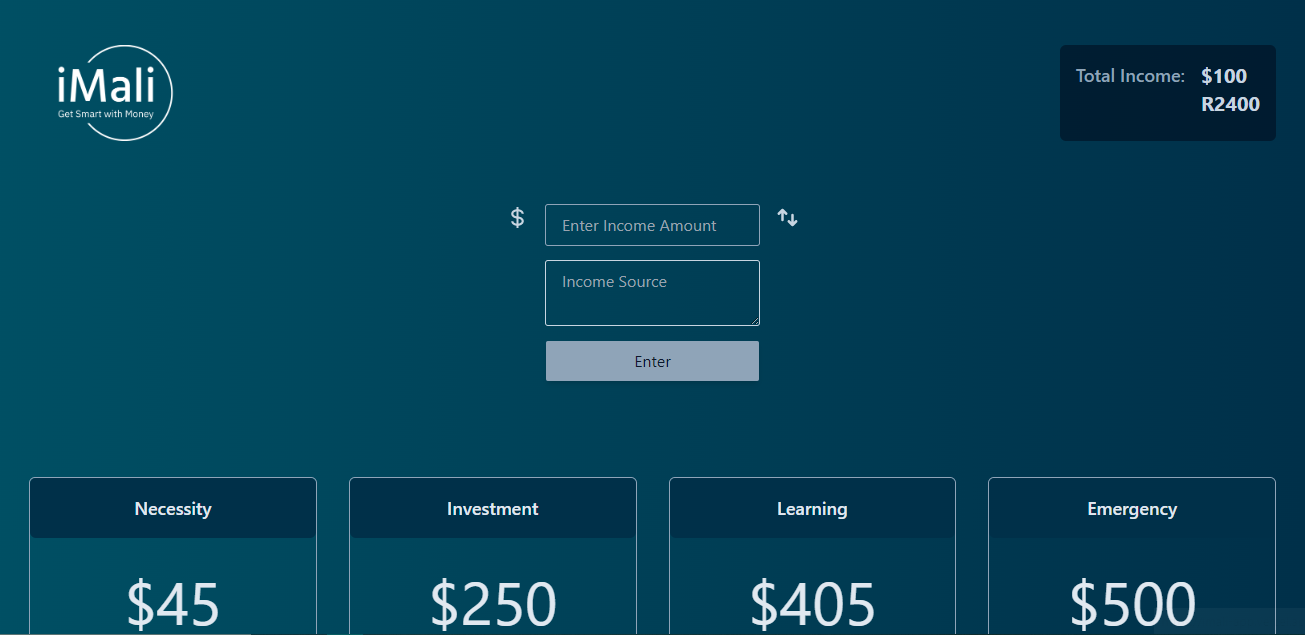 iMali
Get Smart with Money
Total Income: $100
R2400
$ Enter Income Amount
Income Source
Enter
Necessity
Investment
Learning
Emergency
$45
$250
$405
$500